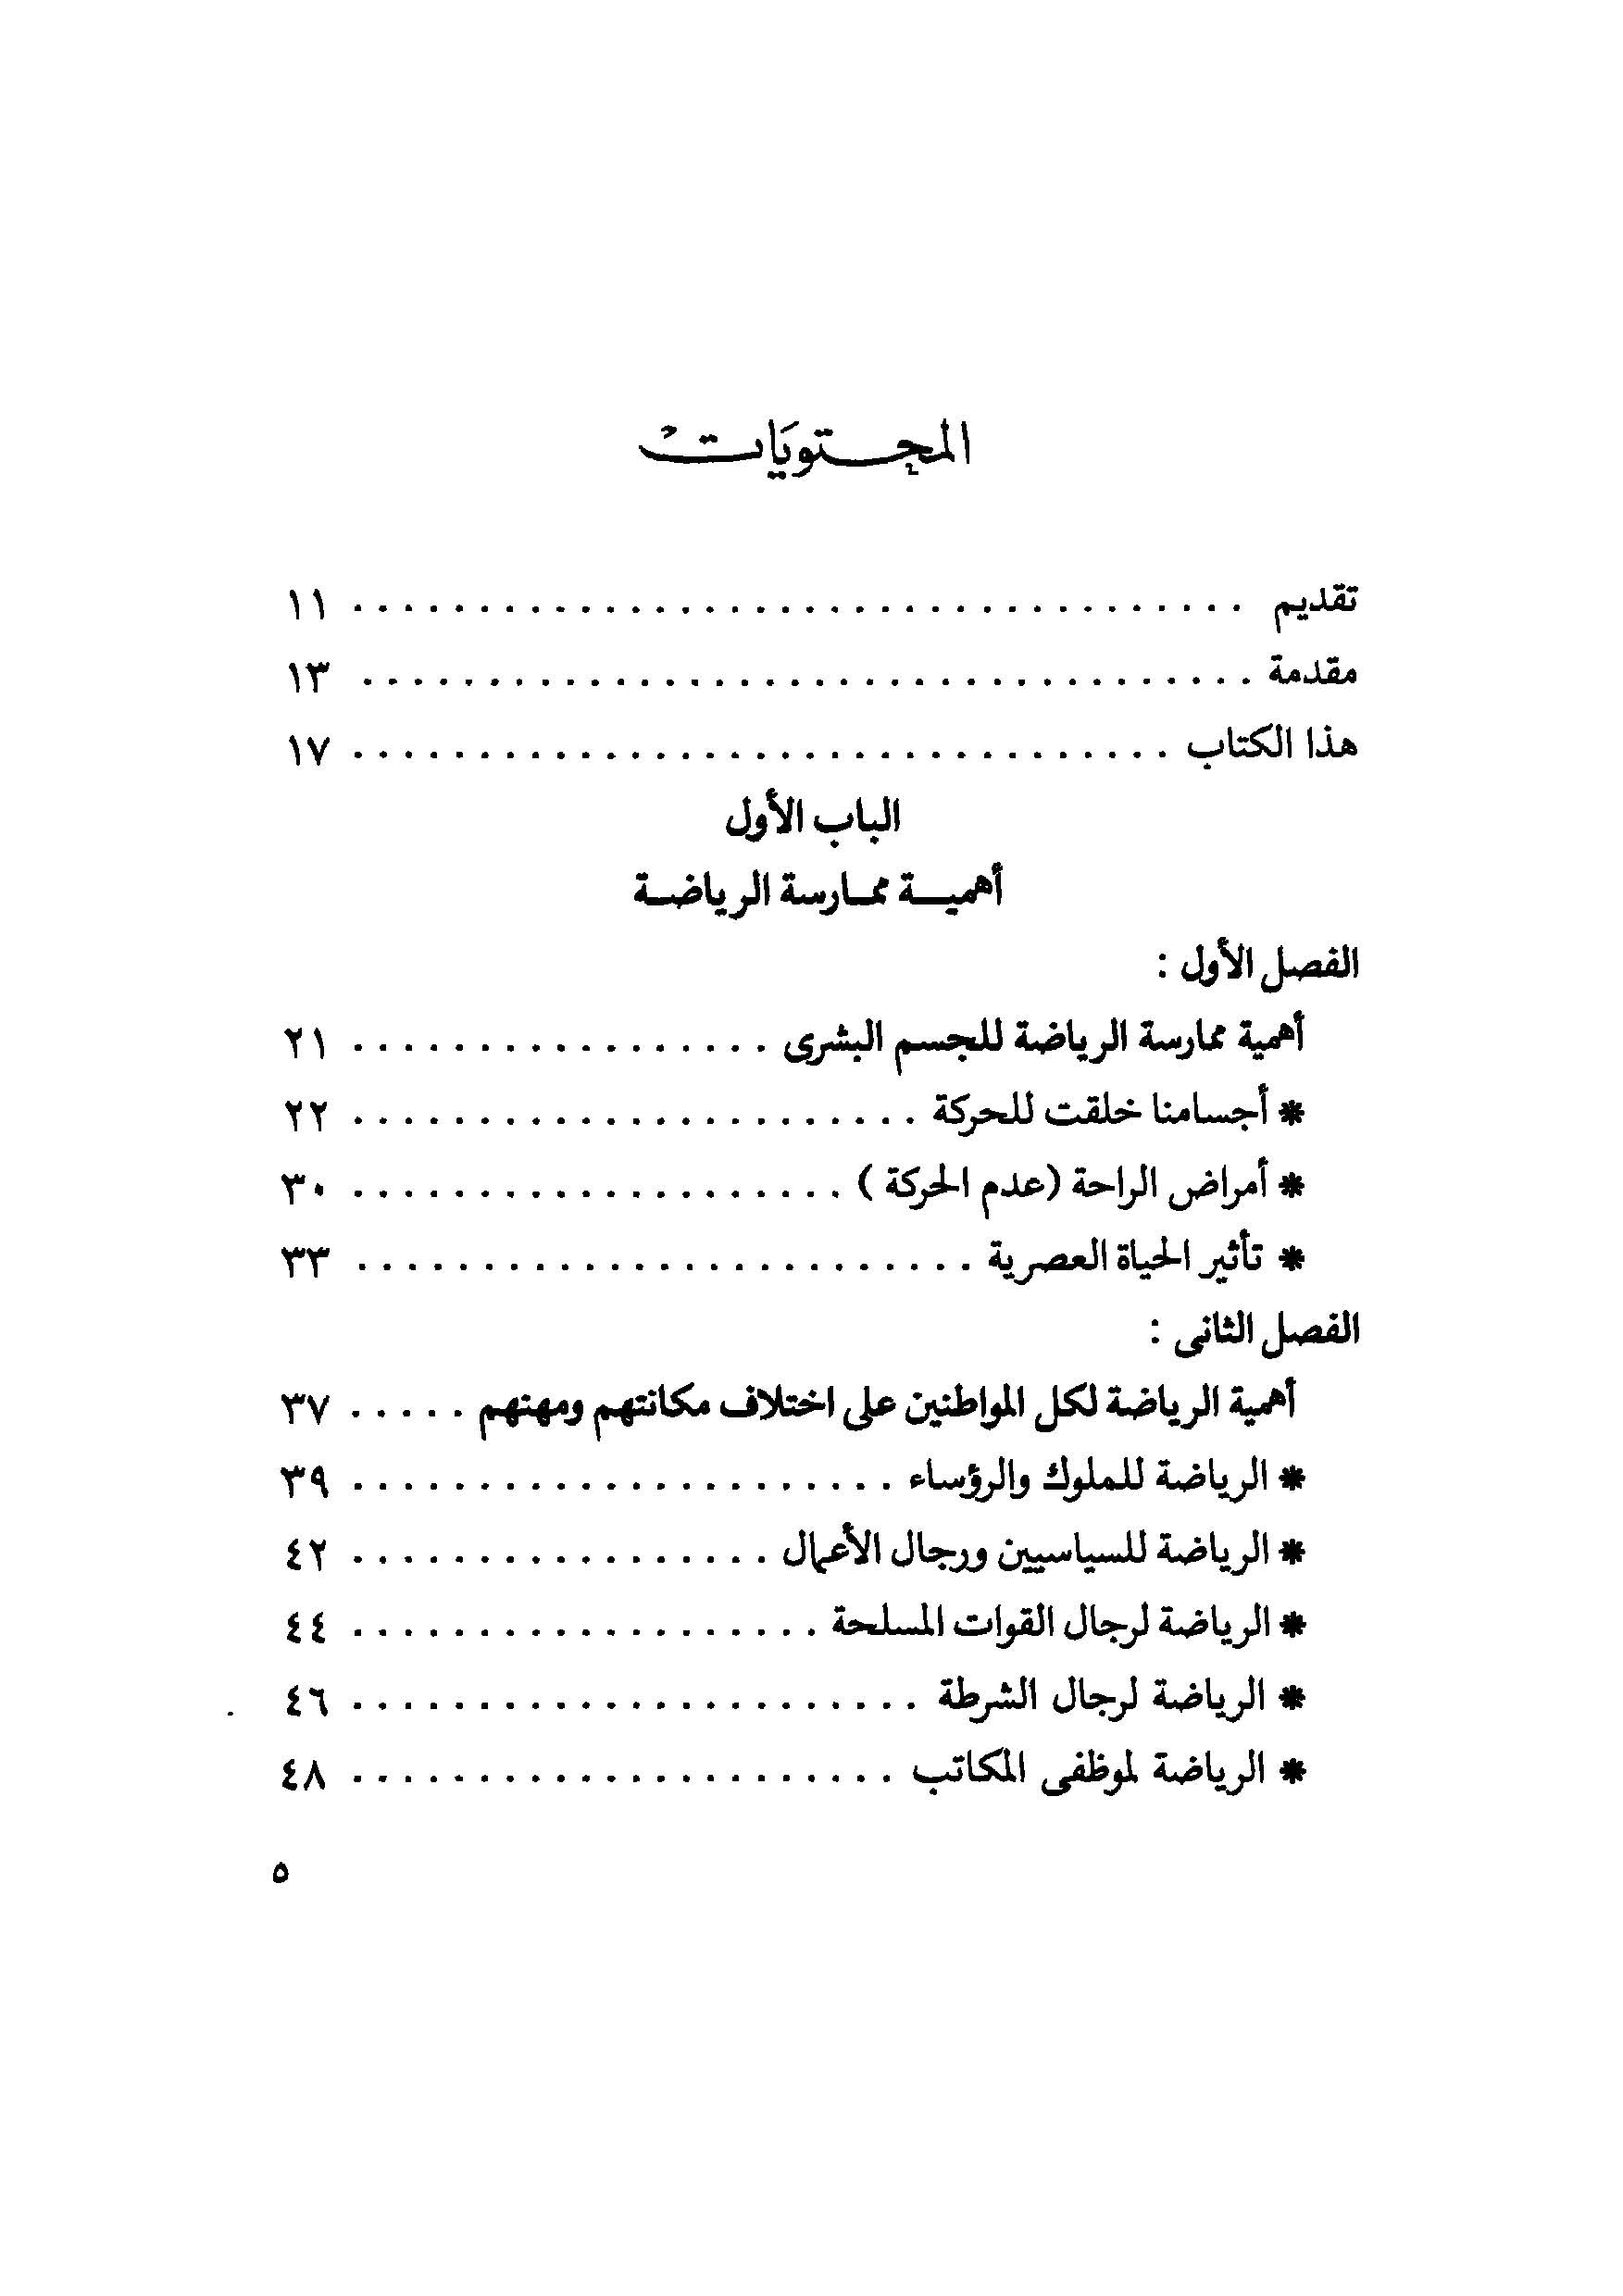 المحتويات
تقديم . . . . . . . . . . . . . . . . . . . . . . . . . . . . . . . . . . . . ١١
مقدمة . . . . . . . . . . . . . . . . . . . . . . . . . . . . . . . . . . . . ١٣
هذا الكتاب . . . . . . . . . . . . . . . . . . . . . . . . . . . . . . . . . ١٧
الباب الأول
أهميـــة ممـارسة الرياضـة
الفصل الأول :
أهمية ممارسة الرياضة للجسم البشرى . . . . . . . . . . . . . . . . . ٢١
* أجسامنا خلقت للحركة . . . . . . . . . . . . . . . . . . . . . . . ٢٢
* أمراض الراحة (عدم الحركة ) . . . . . . . . . . . . . . . . . . . . ٣٠
* تأثير الحياة العصرية . . . . . . . . . . . . . . . . . . . . . . . . . ٣٣
الفصل الثانى :
أهمية الرياضة لكل المواطنين على اختلاف مكانتهم ومهنهم . . . . . ٣٧
* الرياضة للملوك والرؤساء . . . . . . . . . . . . . . . . . . . . . . ٣٩
* الرياضة للسياسيين ورجال الأعمال . . . . . . . . . . . . . . . . . ٤٢
* الرياضة لرجال القوات المسلحة . . . . . . . . . . . . . . . . . . . ٤٤
* الرياضة لرجال الشرطة . . . . . . . . . . . . . . . . . . . . . . . ٤٦
* الرياضة لموظفى المكاتب . . . . . . . . . . . . . . . . . . . . . . ٤٨
٥